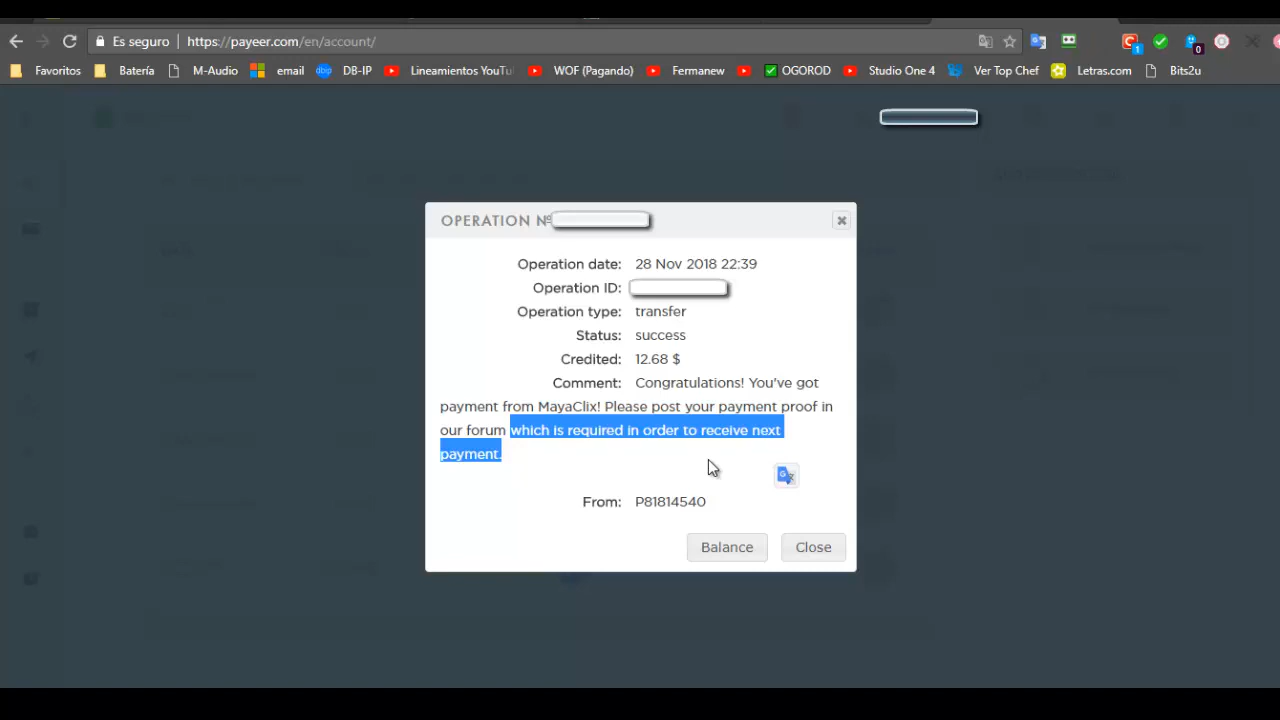 Es seguro https://payeer.com/en/account/
1 0
Favoritos Batería M-Audio email dbip DB-IP Lineamientos YouTu WOF (Pagando) Fermanew OGOROD Studio One 4 Ver Top Chef Letras.com Bits2u
OPERATION №
Operation date: 28 Nov 2018 22:39
Operation ID:
Operation type: transfer
Status: success
Credited: 12.68 $
Comment: Congratulations! You've got
payment from MayaClix! Please post your payment proof in
our forum which is required in order to receive next
payment.
From: P81814540
Balance Close